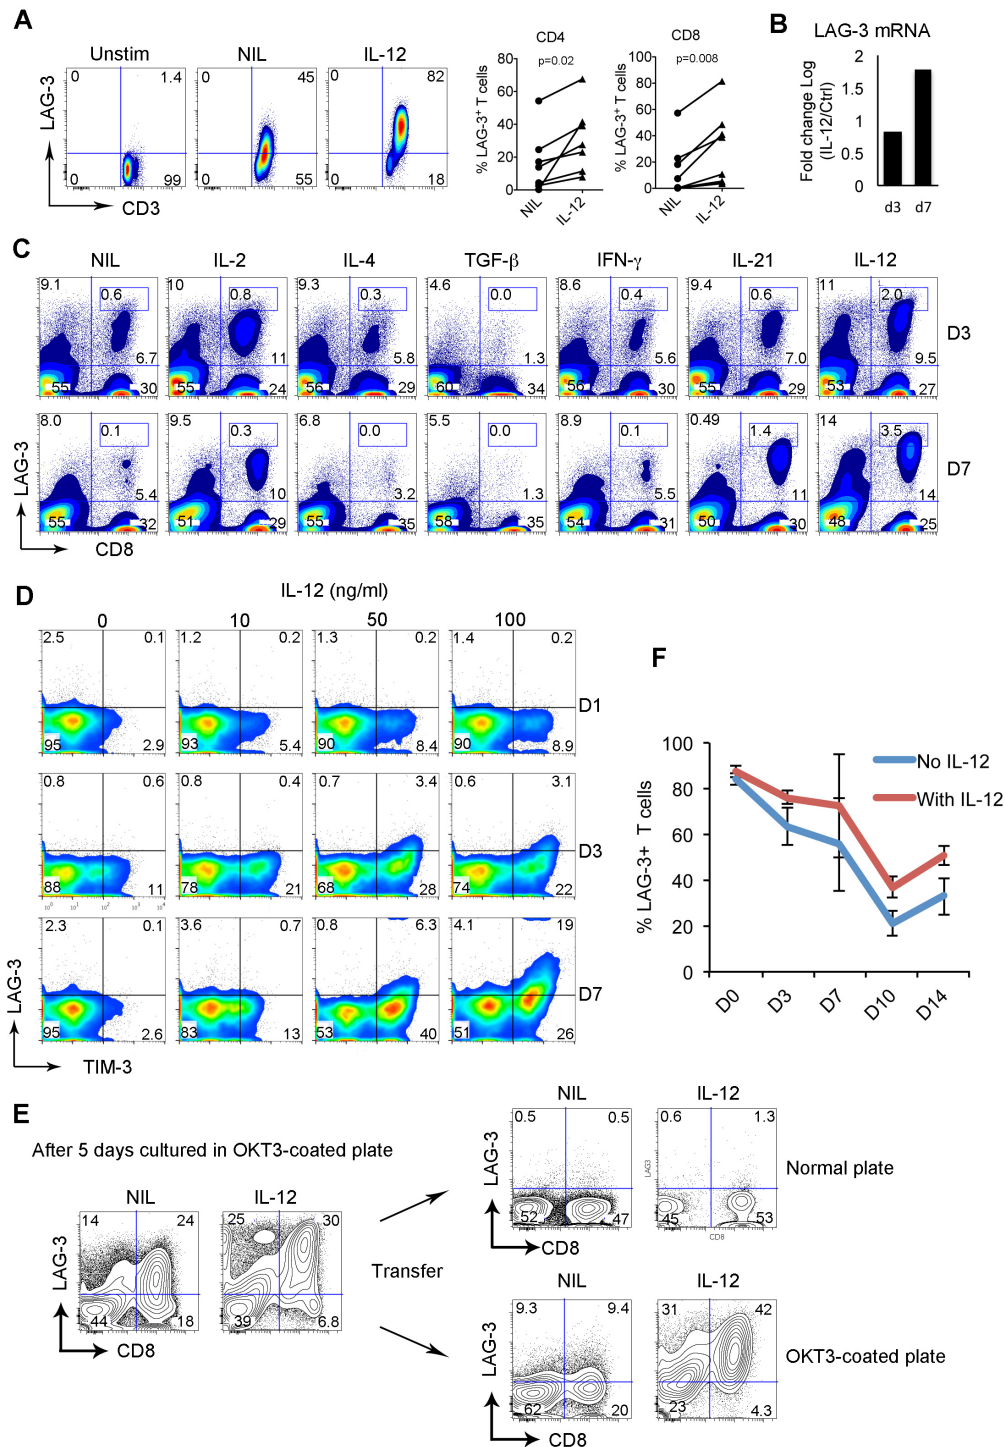 A
Unstim NIL IL-12
LAG-3
0 1.4 0 45 0 82
0 99 0 55 0 18
CD3
CD4 CD8
p=0.02 p=0.008
% LAG-3+ T cells
80
60
40
20
0
NIL IL-12
% LAG-3+ T cells
100
80
60
40
20
0
NIL IL-12
B
LAG-3 mRNA
Fold change Log
(IL-12/Ctrl)
2
1.5
1
0.5
0
d3 d7
C
NIL IL-2 IL-4 TGF-β IFN-γ IL-21 IL-12
9.1 0.6 10 0.8 9.3 0.3 4.6 0.0 8.6 0.4 9.4 0.6 11 2.0
D3
6.7 11 5.8 1.3 5.6 7.0 9.5
55 30 55 24 56 29 60 34 56 30 55 29 53 27
8.0 0.1 9.5 0.3 6.8 0.0 5.5 0.0 8.9 0.1 0.49 1.4 14 3.5
D7
5.4 10 3.2 1.3 5.5 11 14
55 32 51 29 55 35 58 35 54 31 50 30 48 25
LAG-3
CD8
D
IL-12 (ng/ml)
0 10 50 100
2.5 0.1 1.2 0.2 1.3 0.2 1.4 0.2
D1
95 2.9 93 5.4 90 8.4 90 8.9
0.8 0.6 0.8 0.4 0.7 3.4 0.6 3.1
D3
88 11 78 21 68 28 74 22
10^0 10^1 10^2 10^3 10^4
2.3 0.1 3.6 0.7 0.8 6.3 4.1 19
D7
95 2.6 83 13 53 40 51 26
LAG-3
TIM-3
F
% LAG-3+ T cells
100
80
60
40
20
0
No IL-12
With IL-12
D0 D3 D7 D10 D14
E
After 5 days cultured in OKT3-coated plate
NIL IL-12
LAG-3
14 24 25 30
44 18 39 6.8
CD8
Transfer
NIL IL-12
LAG-3
0.5 0.5 0.6 1.3
LAG3
52 47 45 53
CD8
CD8
Normal plate
NIL IL-12
LAG-3
9.3 9.4 31 42
62 20 23 4.3
CD8
OKT3-coated plate